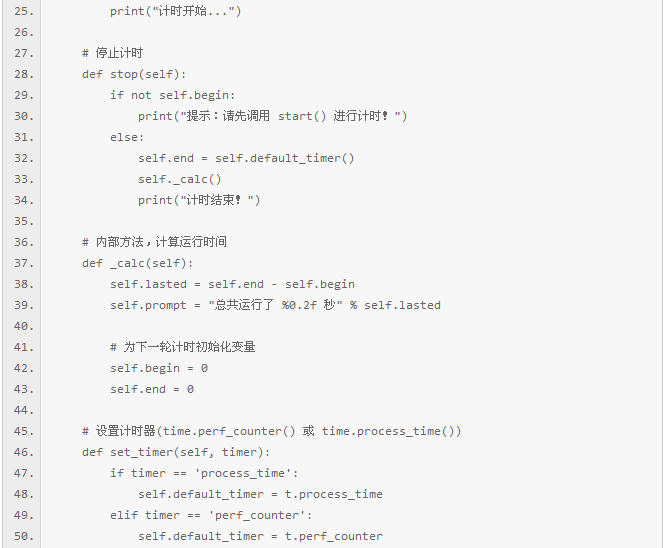 25.         print("计时开始...")
26.
27.     # 停止计时
28.     def stop(self):
29.         if not self.begin:
30.             print("提示：请先调用 start() 进行计时！")
31.         else:
32.             self.end = self.default_timer()
33.             self._calc()
34.             print("计时结束！")
35.
36.     # 内部方法，计算运行时间
37.     def _calc(self):
38.         self.lasted = self.end - self.begin
39.         self.prompt = "总共运行了 %0.2f 秒" % self.lasted
40.
41.         # 为下一轮计时初始化变量
42.         self.begin = 0
43.         self.end = 0
44.
45.     # 设置计时器(time.perf_counter() 或 time.process_time())
46.     def set_timer(self, timer):
47.         if timer == 'process_time':
48.             self.default_timer = t.process_time
49.         elif timer == 'perf_counter':
50.             self.default_timer = t.perf_counter